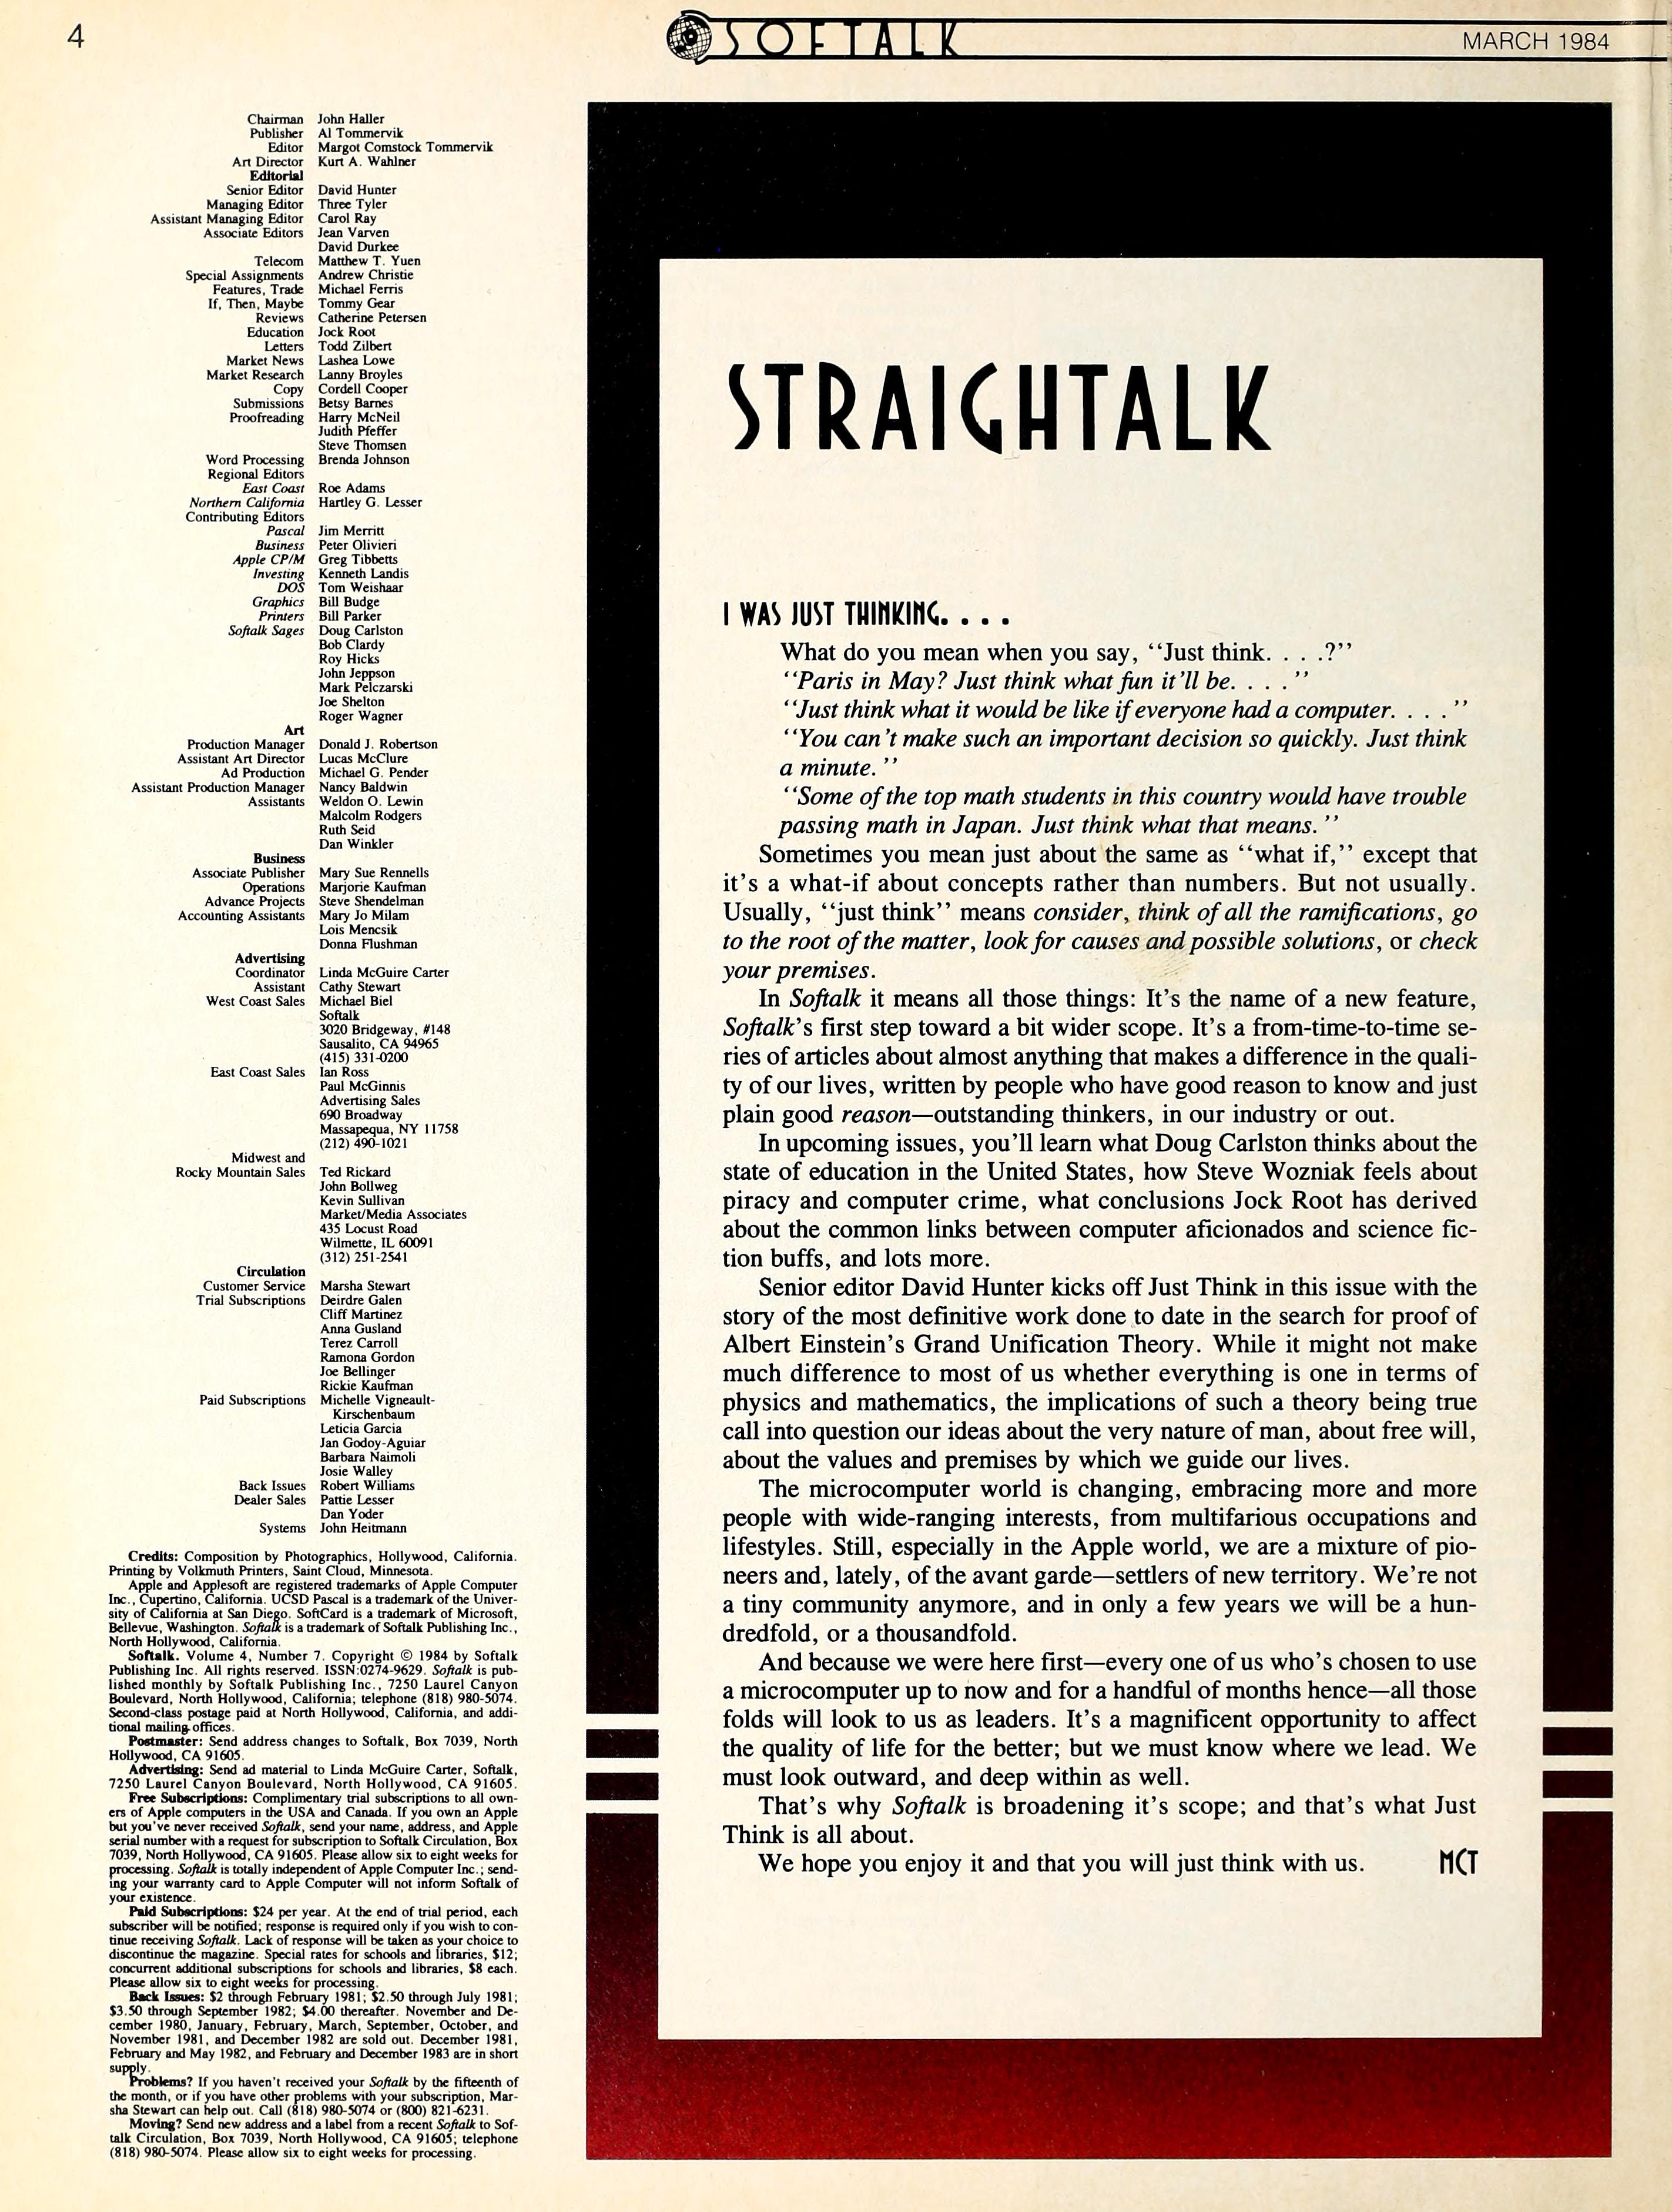 4
SOFTALK
MARCH 1984
Chairman John Haller
Publisher Al Tommervik
Editor Margot Comstock Tommervik
Art Director Kurt A. Wahlner
Editorial
Senior Editor David Hunter
Managing Editor Three Tyler
Assistant Managing Editor Carol Ray
Associate Editors Jean Varven
David Durkee
Telecom Matthew T. Yuen
Special Assignments Andrew Christie
Features, Trade Michael Ferris
If, Then, Maybe Tommy Gear
Reviews Catherine Petersen
Education Jock Root
Letters Todd Zilbert
Market News Lashea Lowe
Market Research Lanny Broyles
Copy Cordell Cooper
Submissions Betsy Barnes
Proofreading Harry McNeil
Judith Pfeffer
Steve Thomsen
Word Processing Brenda Johnson
Regional Editors
East Coast Roe Adams
Northern California Hartley G. Lesser
Contributing Editors
Pascal Jim Merritt
Business Peter Olivieri
Apple CP/M Greg Tibbetts
Investing Kenneth Landis
DOS Tom Weishaar
Graphics Bill Budge
Printers Bill Parker
Softalk Sages Doug Carlston
Bob Clardy
Roy Hicks
John Jeppson
Mark Pelczarski
Joe Shelton
Roger Wagner
Art
Production Manager Donald J. Robertson
Assistant Art Director Lucas McClure
Ad Production Michael G. Pender
Assistant Production Manager Nancy Baldwin
Assistants Weldon O. Lewin
Malcolm Rodgers
Ruth Seid
Dan Winkler
Business
Associate Publisher Mary Sue Rennells
Operations Marjorie Kaufman
Advance Projects Steve Shendelman
Accounting Assistants Mary Jo Milam
Lois Mencsik
Donna Flushman
Advertising
Coordinator Linda McGuire Carter
Assistant Cathy Stewart
West Coast Sales Michael Biel
Softalk
3020 Bridgeway, #148
Sausalito, CA 94965
(415) 331-0200
East Coast Sales Ian Ross
Paul McGinnis
Advertising Sales
690 Broadway
Massapequa, NY 11758
(212) 490-1021
Midwest and
Rocky Mountain Sales Ted Rickard
John Bollweg
Kevin Sullivan
Market/Media Associates
435 Locust Road
Wilmette, IL 60091
(312) 251-2541
Circulation
Customer Service Marsha Stewart
Trial Subscriptions Deirdre Galen
Cliff Martinez
Anna Gusland
Terez Carroll
Ramona Gordon
Joe Bellinger
Rickie Kaufman
Paid Subscriptions Michelle Vigneault-
Kirschenbaum
Leticia Garcia
Jan Godoy-Aguiar
Barbara Naimoli
Josie Walley
Back Issues Robert Williams
Dealer Sales Pattie Lesser
Dan Yoder
Systems John Heitmann
Credits: Composition by Photographics, Hollywood, California.
Printing by Volkmuth Printers, Saint Cloud, Minnesota.
Apple and Applesoft are registered trademarks of Apple Computer
Inc., Cupertino, California. UCSD Pascal is a trademark of the Univer-
sity of California at San Diego. SoftCard is a trademark of Microsoft,
Bellevue, Washington. Softalk is a trademark of Softalk Publishing Inc.,
North Hollywood, California.
Softalk. Volume 4, Number 7. Copyright © 1984 by Softalk
Publishing Inc. All rights reserved. ISSN:0274-9629. Softalk is pub-
lished monthly by Softalk Publishing Inc., 7250 Laurel Canyon
Boulevard, North Hollywood, California; telephone (818) 980-5074.
Second-class postage paid at North Hollywood, California, and addi-
tional mailing offices.
Postmaster: Send address changes to Softalk, Box 7039, North
Hollywood, CA 91605.
Advertising: Send ad material to Linda McGuire Carter, Softalk,
7250 Laurel Canyon Boulevard, North Hollywood, CA 91605.
Free Subscriptions: Complimentary trial subscriptions to all own-
ers of Apple computers in the USA and Canada. If you own an Apple
but you've never received Softalk, send your name, address, and Apple
serial number with a request for subscription to Softalk Circulation, Box
7039, North Hollywood, CA 91605. Please allow six to eight weeks for
processing. Softalk is totally independent of Apple Computer Inc.; send-
ing your warranty card to Apple Computer will not inform Softalk of
your existence.
Paid Subscriptions: $24 per year. At the end of trial period, each
subscriber will be notified; response is required only if you wish to con-
tinue receiving Softalk. Lack of response will be taken as your choice to
discontinue the magazine. Special rates for schools and libraries, $12;
concurrent additional subscriptions for schools and libraries, $8 each.
Please allow six to eight weeks for processing.
Back Issues: $2 through February 1981; $2.50 through July 1981;
$3.50 through September 1982; $4.00 thereafter. November and De-
cember 1980, January, February, March, September, October, and
November 1981, and December 1982 are sold out. December 1981,
February and May 1982, and February and December 1983 are in short
supply.
Problems? If you haven't received your Softalk by the fifteenth of
the month, or if you have other problems with your subscription, Mar-
sha Stewart can help out. Call (818) 980-5074 or (800) 821-6231.
Moving? Send new address and a label from a recent Softalk to Sof-
talk Circulation, Box 7039, North Hollywood, CA 91605; telephone
(818) 980-5074. Please allow six to eight weeks for processing.
STRAIGHTALK
I WAS JUST THINKING. . . .
What do you mean when you say, ‘‘Just think. . . .?’’
‘‘Paris in May? Just think what fun it’ll be. . . .’’
‘‘Just think what it would be like if everyone had a computer. . . .’’
‘‘You can’t make such an important decision so quickly. Just think
a minute.’’
‘‘Some of the top math students in this country would have trouble
passing math in Japan. Just think what that means.’’
Sometimes you mean just about the same as ‘‘what if,’’ except that
it’s a what-if about concepts rather than numbers. But not usually.
Usually, ‘‘just think’’ means consider, think of all the ramifications, go
to the root of the matter, look for causes and possible solutions, or check
your premises.
In Softalk it means all those things: It’s the name of a new feature,
Softalk’s first step toward a bit wider scope. It’s a from-time-to-time se-
ries of articles about almost anything that makes a difference in the quali-
ty of our lives, written by people who have good reason to know and just
plain good reason—outstanding thinkers, in our industry or out.
In upcoming issues, you’ll learn what Doug Carlston thinks about the
state of education in the United States, how Steve Wozniak feels about
piracy and computer crime, what conclusions Jock Root has derived
about the common links between computer aficionados and science fic-
tion buffs, and lots more.
Senior editor David Hunter kicks off Just Think in this issue with the
story of the most definitive work done to date in the search for proof of
Albert Einstein’s Grand Unification Theory. While it might not make
much difference to most of us whether everything is one in terms of
physics and mathematics, the implications of such a theory being true
call into question our ideas about the very nature of man, about free will,
about the values and premises by which we guide our lives.
The microcomputer world is changing, embracing more and more
people with wide-ranging interests, from multifarious occupations and
lifestyles. Still, especially in the Apple world, we are a mixture of pio-
neers and, lately, of the avant garde—settlers of new territory. We’re not
a tiny community anymore, and in only a few years we will be a hun-
dredfold, or a thousandfold.
And because we were here first—every one of us who’s chosen to use
a microcomputer up to now and for a handful of months hence—all those
folds will look to us as leaders. It’s a magnificent opportunity to affect
the quality of life for the better; but we must know where we lead. We
must look outward, and deep within as well.
That’s why Softalk is broadening it’s scope; and that’s what Just
Think is all about.
We hope you enjoy it and that you will just think with us. MCT